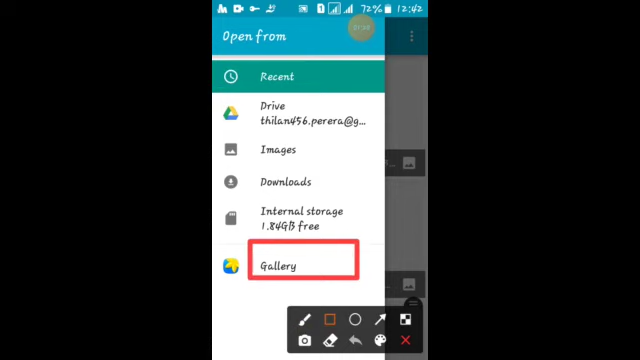 72% 12:42
Open from
Recent
Drive
thilan456.perera@g...
Images
Downloads
Internal storage
1.84GB free
Gallery